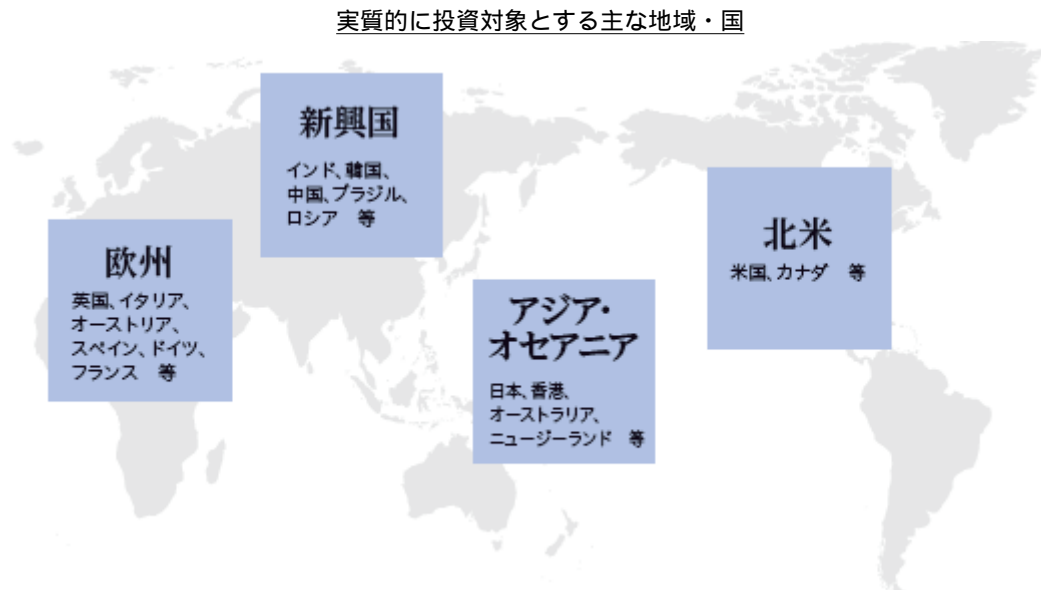 実質的に投資対象とする主な地域・国
新興国
インド、韓国、
中国、ブラジル、
ロシア　等
欧州
英国、イタリア、
オーストリア、
スペイン、ドイツ、
フランス　等
アジア・
オセアニア
日本、香港、
オーストラリア、
ニュージーランド　等
北米
米国、カナダ　等